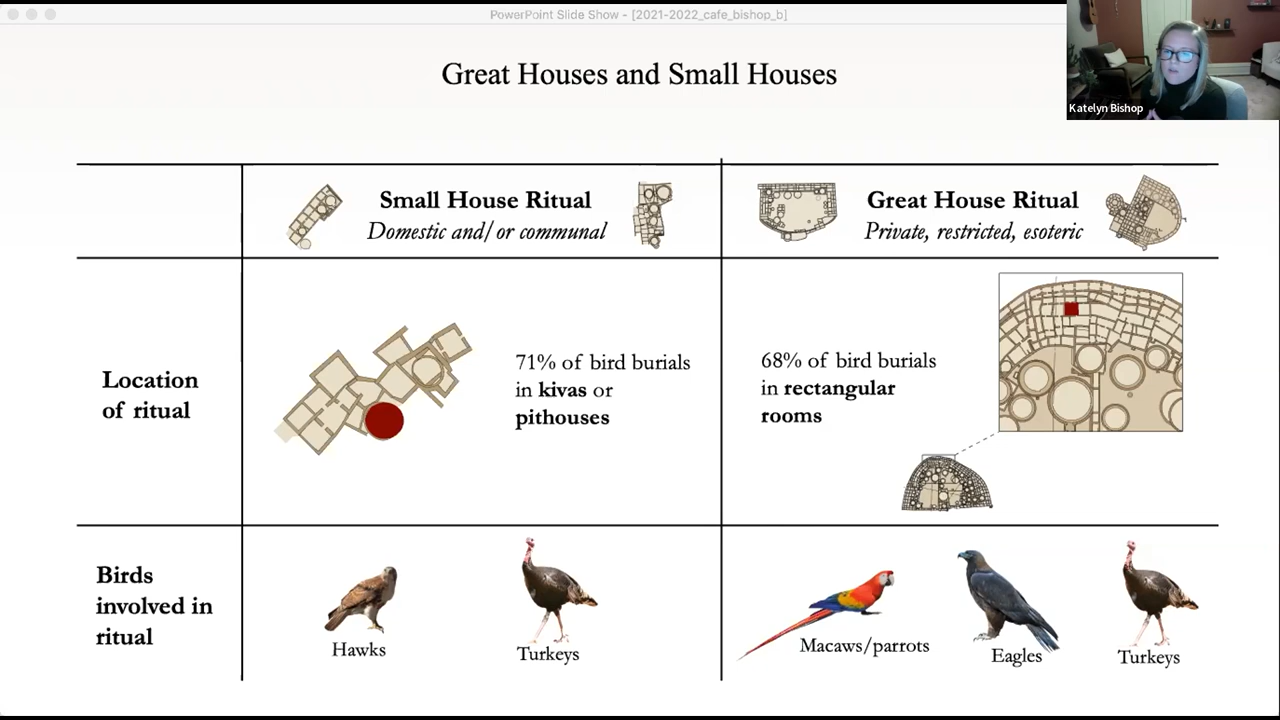 PowerPoint Slide Show - [2021-2022_cafe_bishop_b]
Great Houses and Small Houses
Katelyn Bishop
Small House Ritual
Domestic and/or communal
Great House Ritual
Private, restricted, esoteric
Location
of ritual
71% of bird burials
in kivas or
pithouses
68% of bird burials
in rectangular
rooms
Birds
involved in
ritual
Hawks
Turkeys
Macaws/parrots
Eagles
Turkeys